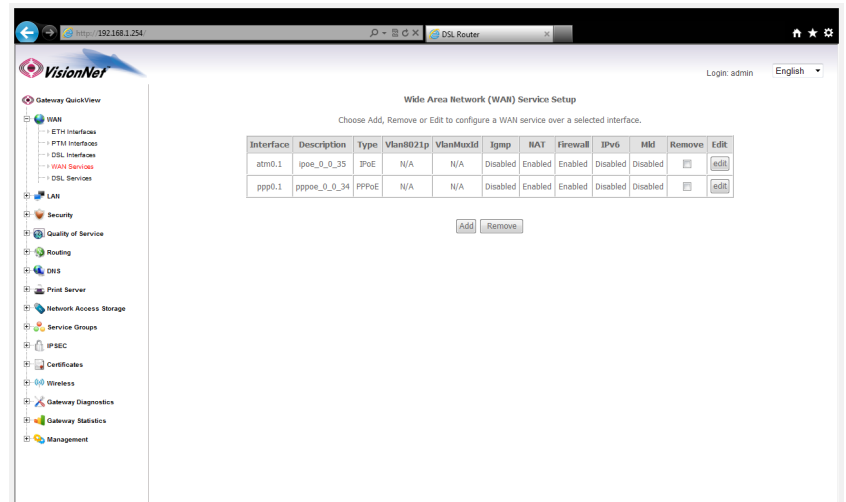 http://192.168.1.254/
DSL Router
VisionNet
Login: admin
English
Gateway QuickView
WAN
ETH Interfaces
PTM Interfaces
DSL Interfaces
WAN Services
DSL Services
LAN
Security
Quality of Service
Routing
DNS
Print Server
Network Access Storage
Service Groups
IPSEC
Certificates
Wireless
Gateway Diagnostics
Gateway Statistics
Management
Wide Area Network (WAN) Service Setup
Choose Add, Remove or Edit to configure a WAN service over a selected interface.
Interface Description Type Vlan8021p VlanMuxId Igmp NAT Firewall IPv6 Mld Remove Edit
atm0.1 ipoe_0_0_35 IPoE N/A N/A Disabled Enabled Enabled Disabled Disabled edit
ppp0.1 pppoe_0_0_34 PPPoE N/A N/A Disabled Enabled Enabled Disabled Disabled edit
Add Remove